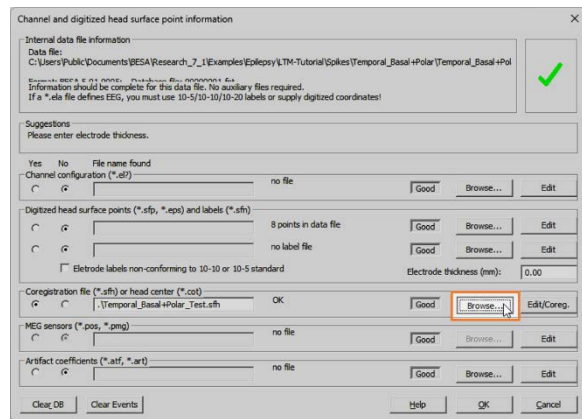 Channel and digitized head surface point information
Internal data file information
Data file:
C:\Users\Public\Documents\BESA\Research_7_1\Examples\Epilepsy\LTM-Tutorial\Spikes\Temporal_Basal+Polar\Temporal_Basal+Pol
Information should be complete for this data file. No auxiliary files required.
If a *.ela file defines EEG, you must use 10-5/10-10/10-20 labels or supply digitized coordinates!
Suggestions
Please enter electrode thickness.
Yes No File name found
Channel configuration (*.el?)
no file Good Browse... Edit
Digitized head surface points (*.sfp, *.eps) and labels (*.sfn)
8 points in data file Good Browse... Edit
no label file Good Browse... Edit
Eletrode labels non-conforming to 10-10 or 10-5 standard Electrode thickness (mm): 0.00
Coregistration file (*.sfh) or head center (*.cot)
.\Temporal_Basal+Polar_Test.sfh OK Good Browse... Edit/Coreg.
MEG sensors (*.pos, *.pmg)
no file Good Browse... Edit
Artifact coefficients (*.atf, *.art)
no file Good Browse... Edit
Clear DB Clear Events Help OK Cancel